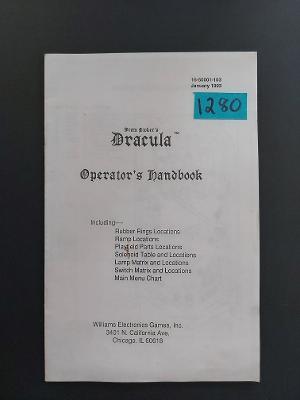 16-50001-103
January 1993
1280
Bram Stoker's
Dracula™
Operator's Handbook
Including—
Rubber Rings Locations
Ramp Locations
Playfield Parts Locations
Solenoid Table and Locations
Lamp Matrix and Locations
Switch Matrix and Locations
Main Menu Chart
Williams Electronics Games, Inc.
3401 N. California Ave.
Chicago, IL 60618